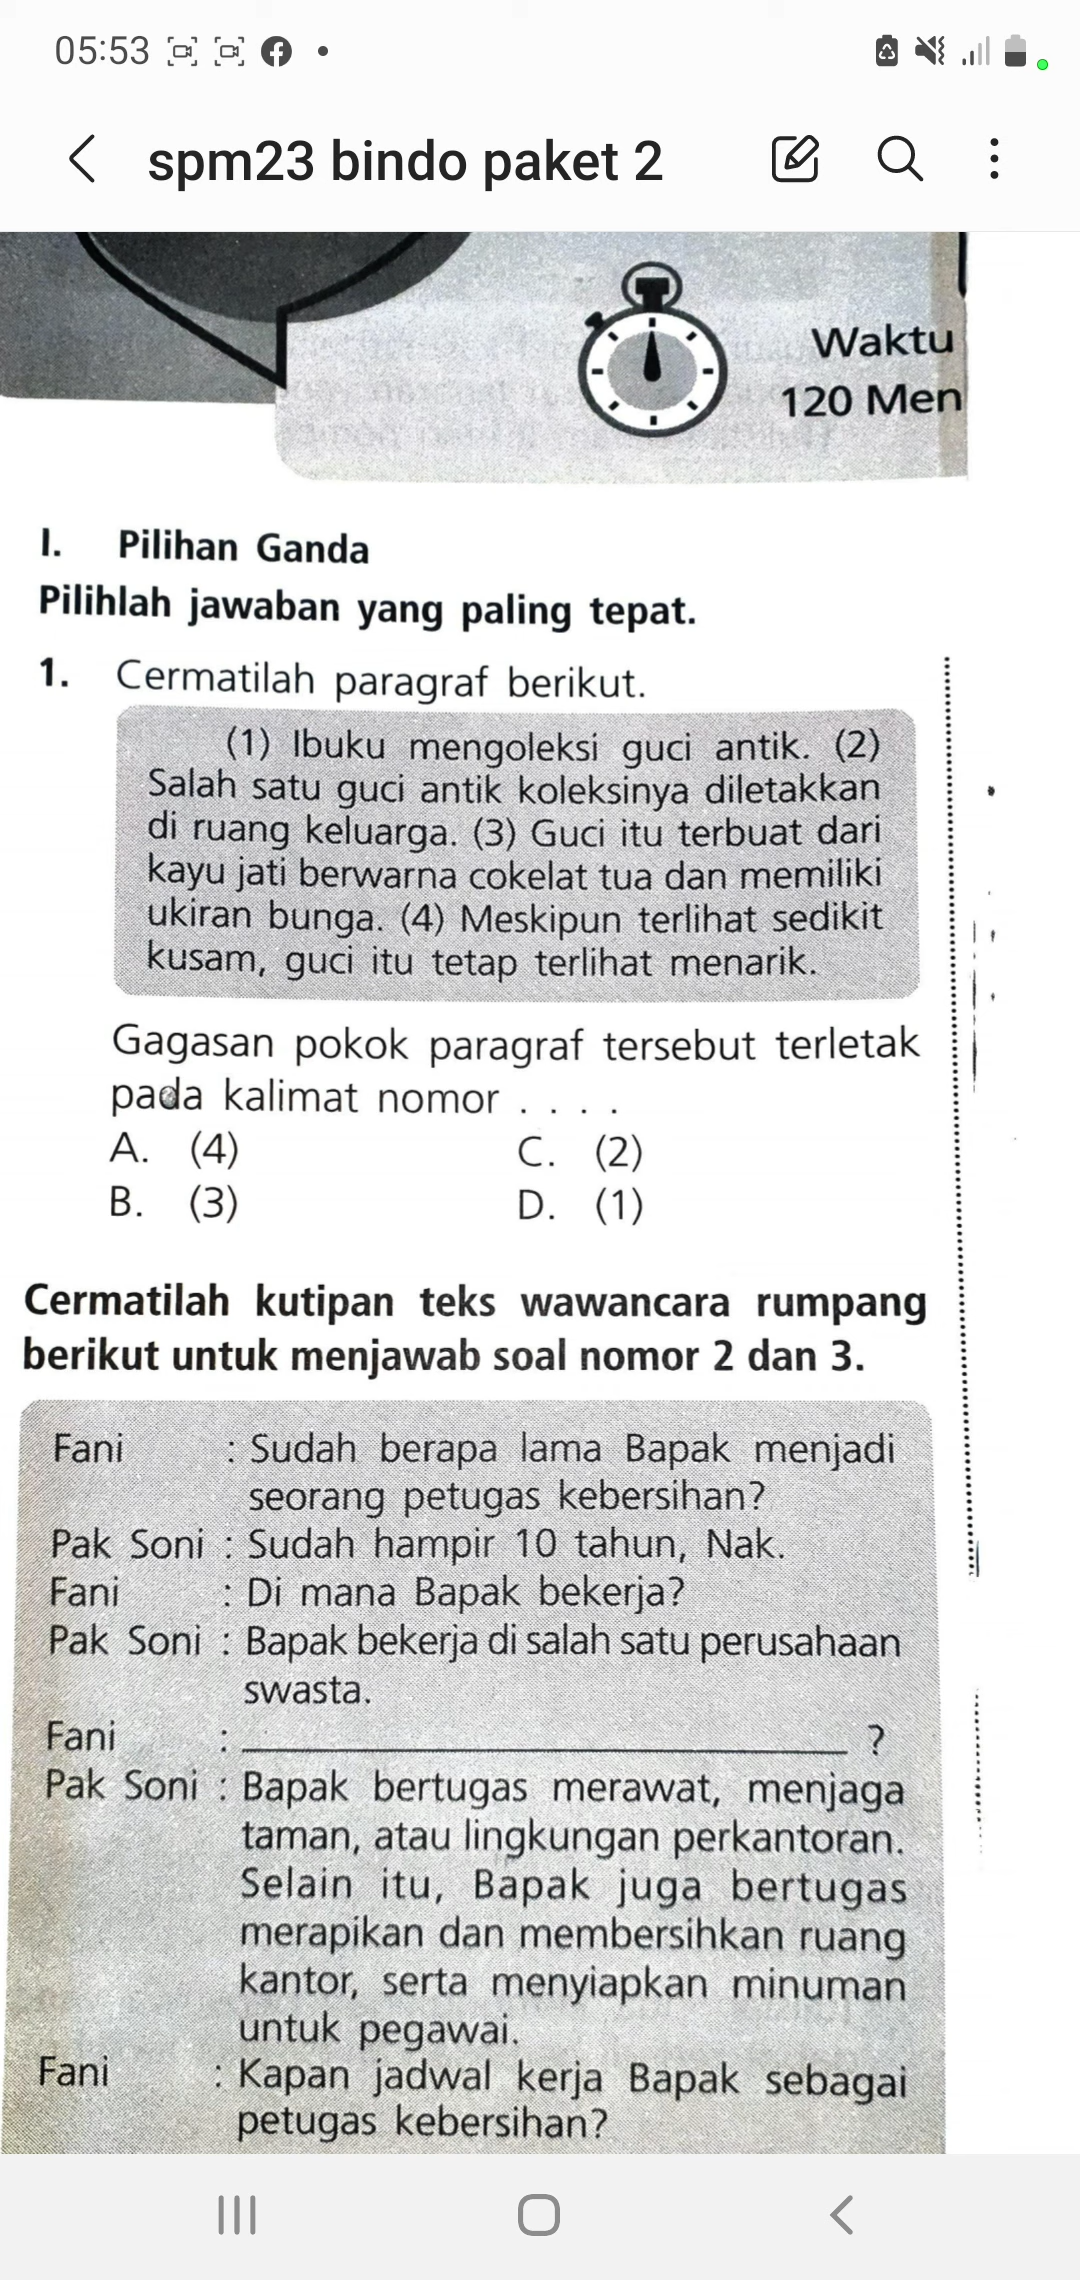 05:53
spm23 bindo paket 2
Waktu
120 Men
I. Pilihan Ganda
Pilihlah jawaban yang paling tepat.
1. Cermatilah paragraf berikut.
(1) Ibuku mengoleksi guci antik. (2)
Salah satu guci antik koleksinya diletakkan
di ruang keluarga. (3) Guci itu terbuat dari
kayu jati berwarna cokelat tua dan memiliki
ukiran bunga. (4) Meskipun terlihat sedikit
kusam, guci itu tetap terlihat menarik.
Gagasan pokok paragraf tersebut terletak
pada kalimat nomor . . . .
A. (4) C. (2)
B. (3) D. (1)
Cermatilah kutipan teks wawancara rumpang
berikut untuk menjawab soal nomor 2 dan 3.
Fani : Sudah berapa lama Bapak menjadi
seorang petugas kebersihan?
Pak Soni : Sudah hampir 10 tahun, Nak.
Fani : Di mana Bapak bekerja?
Pak Soni : Bapak bekerja di salah satu perusahaan
swasta.
Fani : ____________________ ?
Pak Soni : Bapak bertugas merawat, menjaga
taman, atau lingkungan perkantoran.
Selain itu, Bapak juga bertugas
merapikan dan membersihkan ruang
kantor, serta menyiapkan minuman
untuk pegawai.
Fani : Kapan jadwal kerja Bapak sebagai
petugas kebersihan?